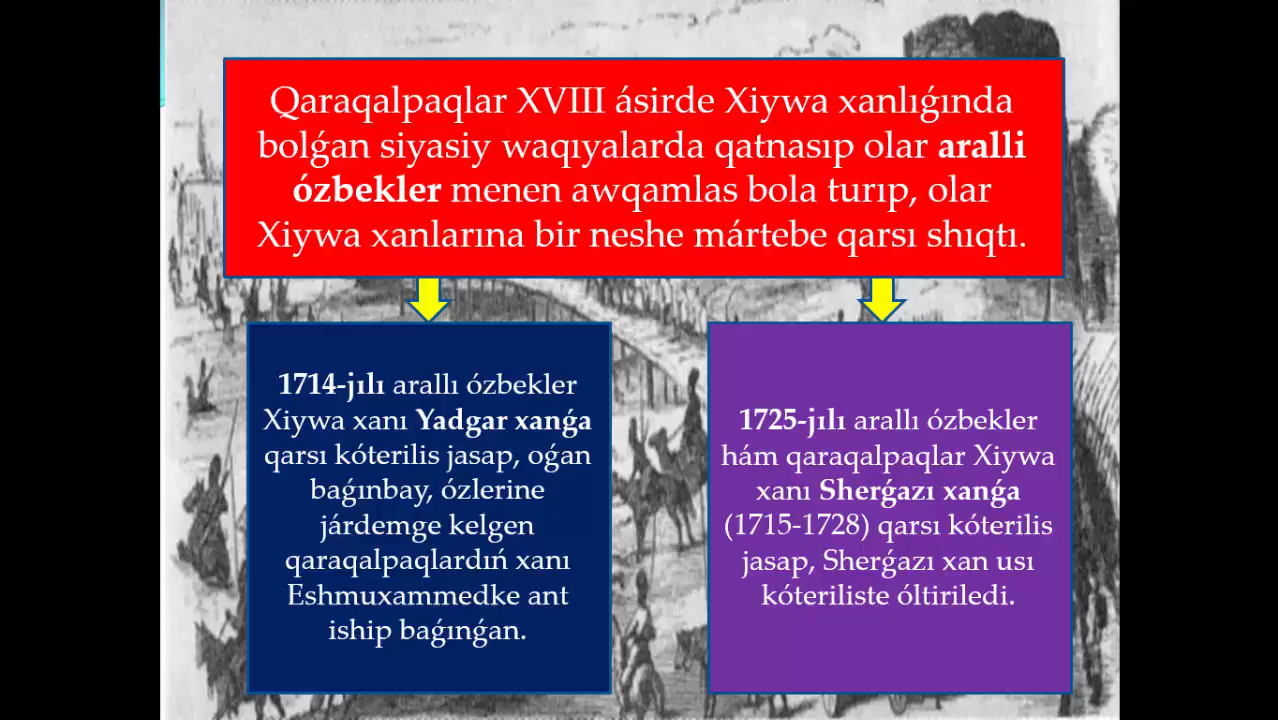 Qaraqalpaqlar XVIII ásirde Xiywa xanlıǵında
bolǵan siyasiy waqıyalarda qatnasıp olar aralli
ózbekler menen awqamlas bola turıp, olar
Xiywa xanlarına bir neshe mártebe qarsı shıqtı.
1714-jılı arallı ózbekler
Xiywa xanı Yadgar xanǵa
qarsı kóterilis jasap, oǵan
baǵınbay, ózlerine
járdemge kelgen
qaraqalpaqlardıń xanı
Eshmuxammedke ant
iship baǵınǵan.
1725-jılı arallı ózbekler
hám qaraqalpaqlar Xiywa
xanı Sherǵazı xanǵa
(1715-1728) qarsı kóterilis
jasap, Sherǵazı xan usı
kóteriliste óltiriledi.